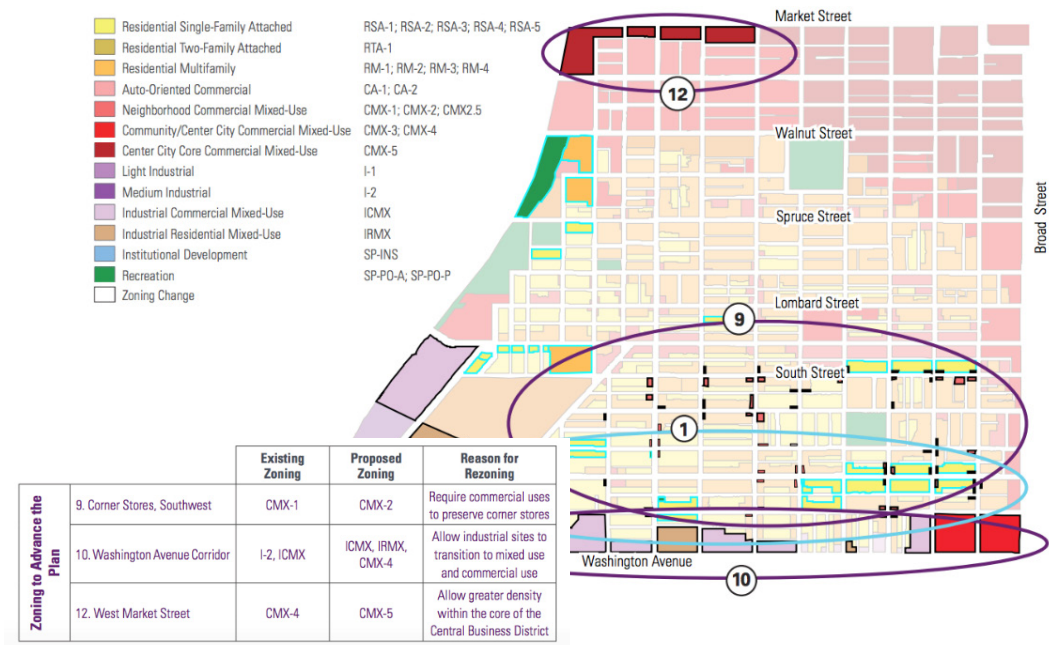 Residential Single-Family Attached RSA-1; RSA-2; RSA-3; RSA-4; RSA-5
Residential Two-Family Attached RTA-1
Residential Multifamily RM-1; RM-2; RM-3; RM-4
Auto-Oriented Commercial CA-1; CA-2
Neighborhood Commercial Mixed-Use CMX-1; CMX-2; CMX2.5
Community/Center City Commercial Mixed-Use CMX-3; CMX-4
Center City Core Commercial Mixed-Use CMX-5
Light Industrial I-1
Medium Industrial I-2
Industrial Commercial Mixed-Use ICMX
Industrial Residential Mixed-Use IRMX
Institutional Development SP-INS
Recreation SP-PO-A; SP-PO-P
Zoning Change
Market Street
12
Walnut Street
Spruce Street
Broad Street
Lombard Street
9
South Street
1
Washington Avenue
10
Existing Zoning
Proposed Zoning
Reason for Rezoning
Zoning to Advance the Plan
9. Corner Stores, Southwest CMX-1 CMX-2 Require commercial uses to preserve corner stores
10. Washington Avenue Corridor I-2, ICMX ICMX, IRMX, CMX-4 Allow industrial sites to transition to mixed use and commercial use
12. West Market Street CMX-4 CMX-5 Allow greater density within the core of the Central Business District